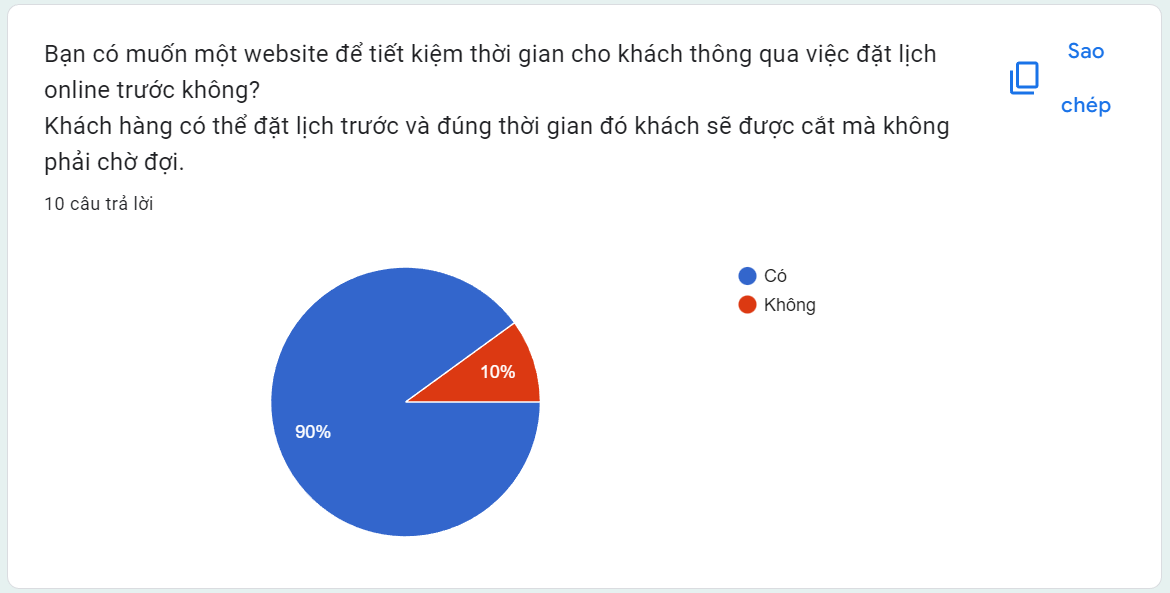 Bạn có muốn một website để tiết kiệm thời gian cho khách thông qua việc đặt lịch
online trước không?
Khách hàng có thể đặt lịch trước và đúng thời gian đó khách sẽ được cắt mà không
phải chờ đợi.
Sao
chép
10 câu trả lời
Có
Không
10%
90%